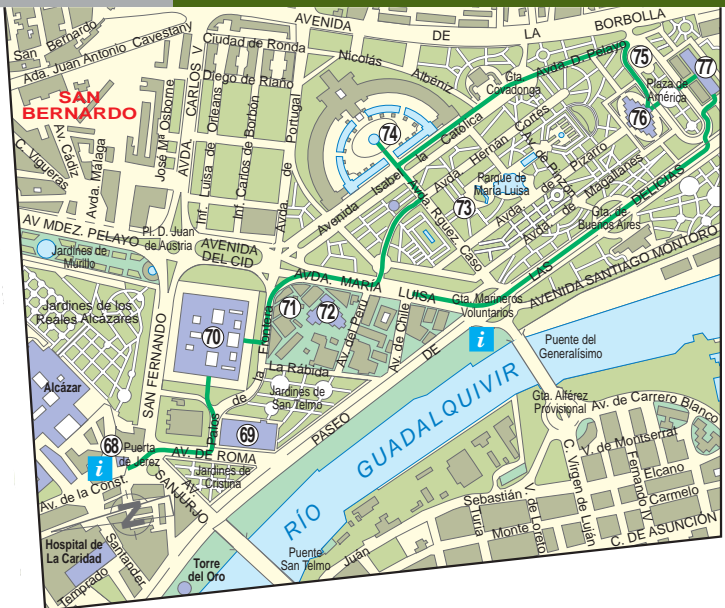 AVENIDA DE LA BORBOLLA
San Bernardo
Ada. Juan Antonio Cavestany
Ciudad de Ronda
Diego de Riaño
Nicolás Albéniz
Gta. Covadonga
Avda. D. Pelayo
75
77
Plaza de América
76
SAN BERNARDO
AVDA. CARLOS V
José Mª Osborne
Inf. Luisa de Orleans
Inf. Carlos de Borbón
Avda. de Portugal
74
Avenida Isabel la Católica
Avda Hernán Cortés
Av. de Pinzón
Avda. de Pizarro
Avda. de Magallanes
Parque de María Luisa
73
C. Vigueras
Av. Cádiz
Avda. Málaga
Avda Rguez. Caso
Gta. de Buenos Aires
AV MDEZ. PELAYO
Pl. D. Juan de Austria
AVENIDA DEL CID
Jardines de Murillo
AVDA. MARÍA LUISA
LAS DELICIAS
AVENIDA SANTIAGO MONTORO
Gta. Marineros Voluntarios
Jardines de los Reales Alcázares
71
72
70
Av. del Perú
Av. de Chile
i
Puente del Generalísimo
SAN FERNANDO
Palos de la Frontera
La Rábida
Jardines de San Telmo
PASEO DE
Alcázar
Gta. Alférez Provisional
Av. de Carrero Blanco
RÍO GUADALQUIVIR
69
68
Puerta de Jerez
AV. DE ROMA
i
Jardines de Cristina
Av. de la Const.
SANJURJO
N
C. Virgen de Luján
V. de Montserrat
Fernando IV
Elcano
Carmelo
Sebastián
Turia
V. de Loreto
Monte
C. DE ASUNCIÓN
Hospital de La Caridad
Santander
Temprado
Torre del Oro
Puente San Telmo
Juán